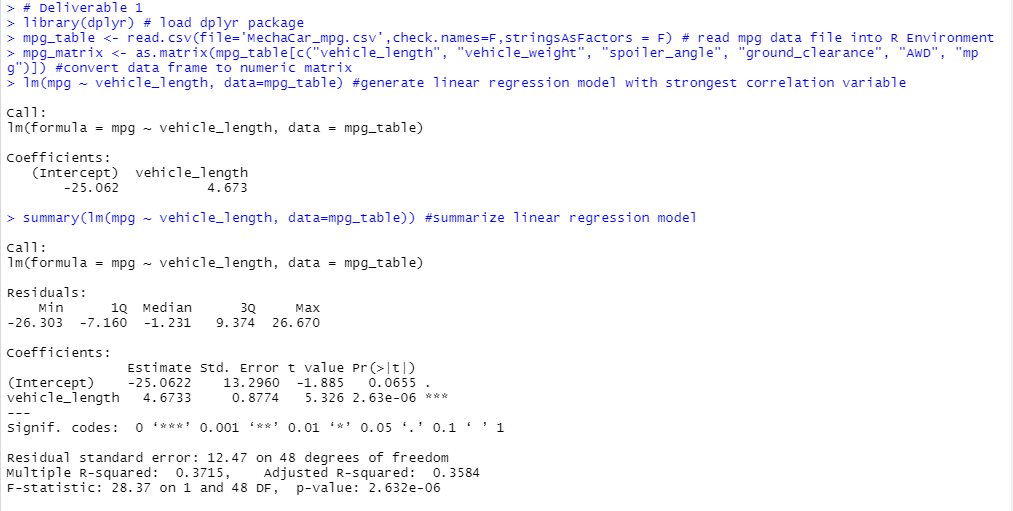 > # Deliverable 1
> library(dplyr) # load dplyr package
> mpg_table <- read.csv(file='MechaCar_mpg.csv',check.names=F,stringsAsFactors = F) # read mpg data file into R Environment
> mpg_matrix <- as.matrix(mpg_table[c("vehicle_length", "vehicle_weight", "spoiler_angle", "ground_clearance", "AWD", "mp
g")]) #convert data frame to numeric matrix
> lm(mpg ~ vehicle_length, data=mpg_table) #generate linear regression model with strongest correlation variable

Call:
lm(formula = mpg ~ vehicle_length, data = mpg_table)

Coefficients:
   (Intercept)  vehicle_length
       -25.062           4.673

> summary(lm(mpg ~ vehicle_length, data=mpg_table)) #summarize linear regression model

Call:
lm(formula = mpg ~ vehicle_length, data = mpg_table)

Residuals:
    Min      1Q  Median      3Q     Max
-26.303  -7.160  -1.231   9.374  26.670

Coefficients:
               Estimate Std. Error t value Pr(>|t|)
(Intercept)    -25.0622    13.2960  -1.885   0.0655 .
vehicle_length   4.6733     0.8774   5.326 2.63e-06 ***
---
Signif. codes:  0 ‘***’ 0.001 ‘**’ 0.01 ‘*’ 0.05 ‘.’ 0.1 ‘ ’ 1

Residual standard error: 12.47 on 48 degrees of freedom
Multiple R-squared:  0.3715,    Adjusted R-squared:  0.3584
F-statistic: 28.37 on 1 and 48 DF,  p-value: 2.632e-06